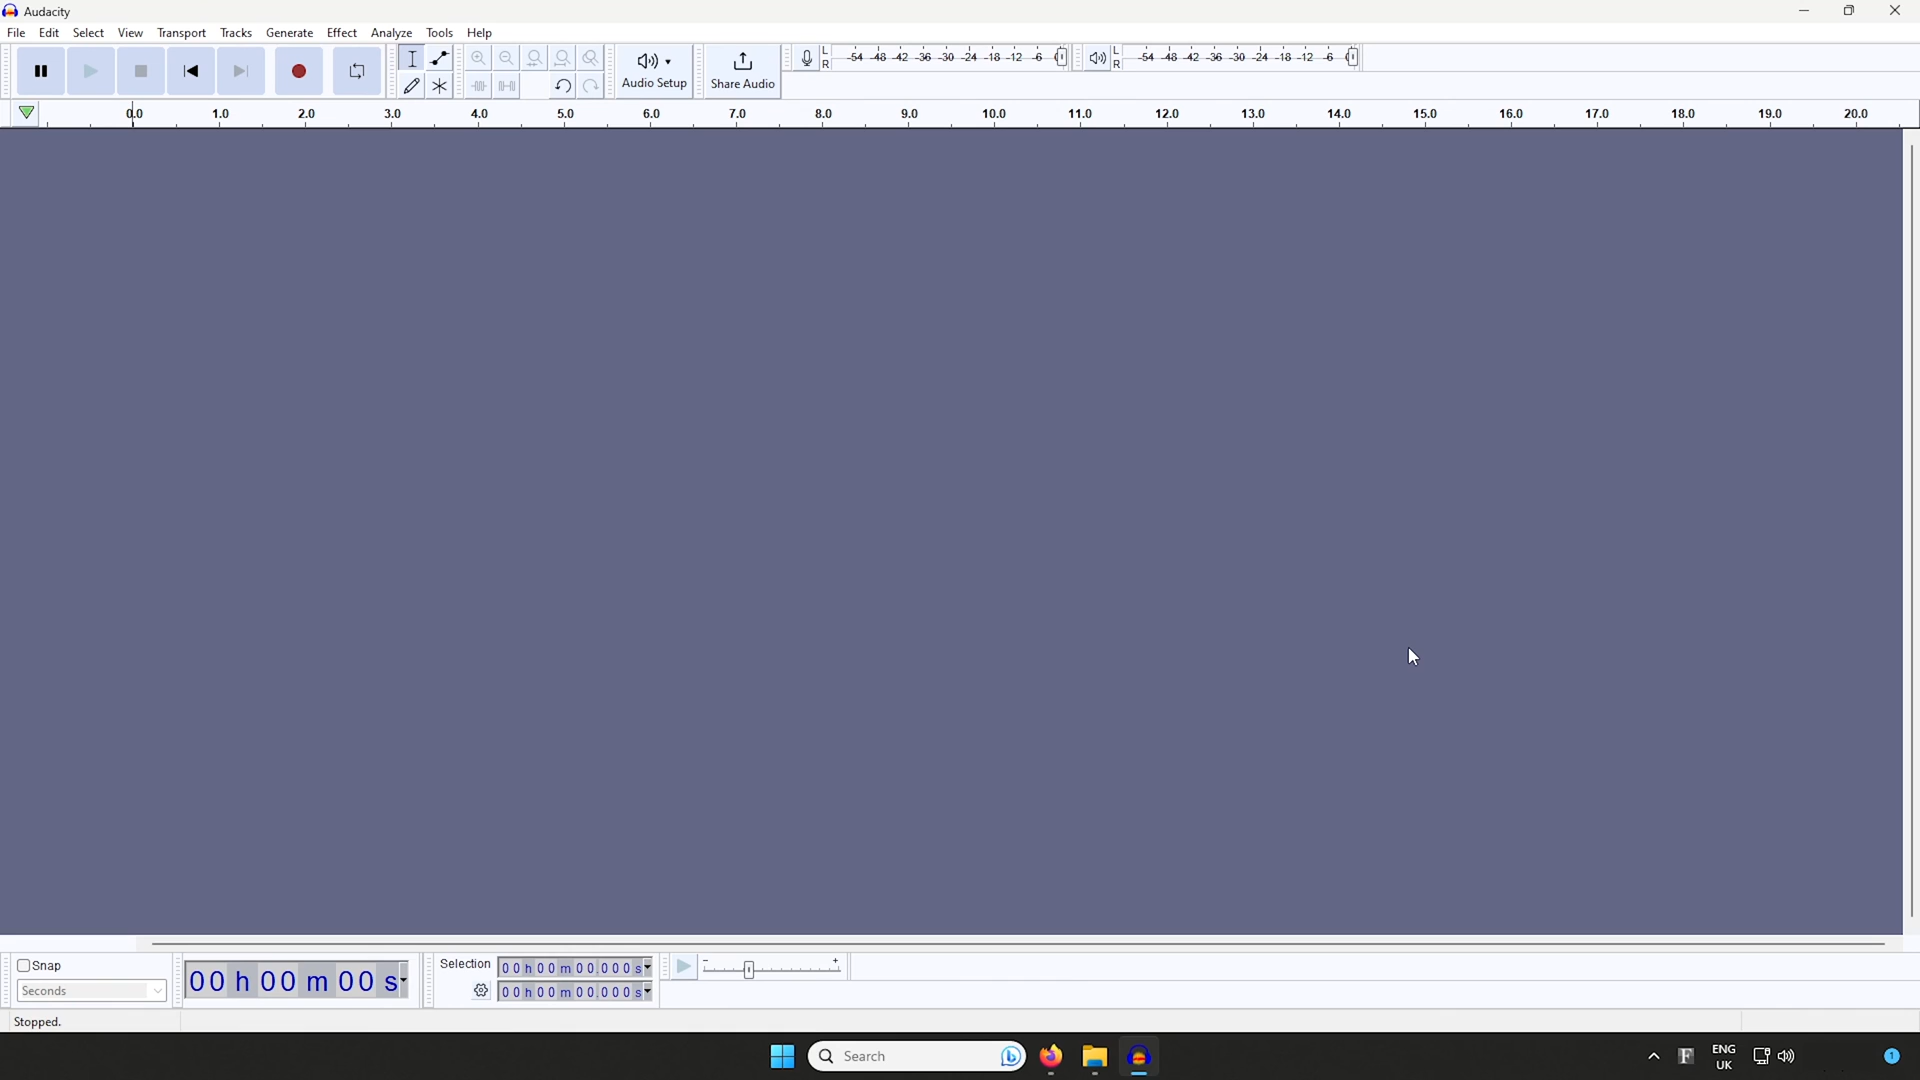 Audacity
File Edit Select View Transport Tracks Generate Effect Analyze Tools Help
Audio Setup Share Audio
L R -54 -48 -42 -36 -30 -24 -18 -12 -6 0
L R -54 -48 -42 -36 -30 -24 -18 -12 -6 0
0.0 1.0 2.0 3.0 4.0 5.0 6.0 7.0 8.0 9.0 10.0 11.0 12.0 13.0 14.0 15.0 16.0 17.0 18.0 19.0 20.0
Snap
Seconds
00 h 00 m 00 s
Selection
00 h 00 m 00.000 s
00 h 00 m 00.000 s
- +
Stopped.
Search
F
ENG
UK
1